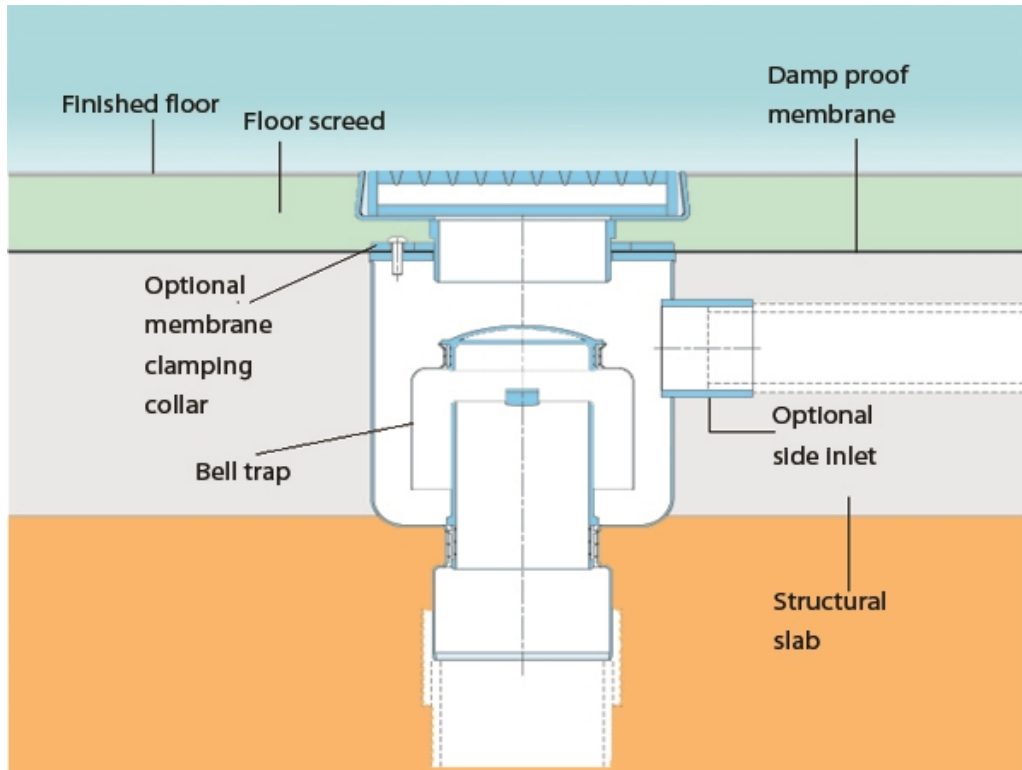 Finished floor
Floor screed
Damp proof
membrane
Optional
membrane
clamping
collar
Bell trap
Optional
side inlet
Structural
slab